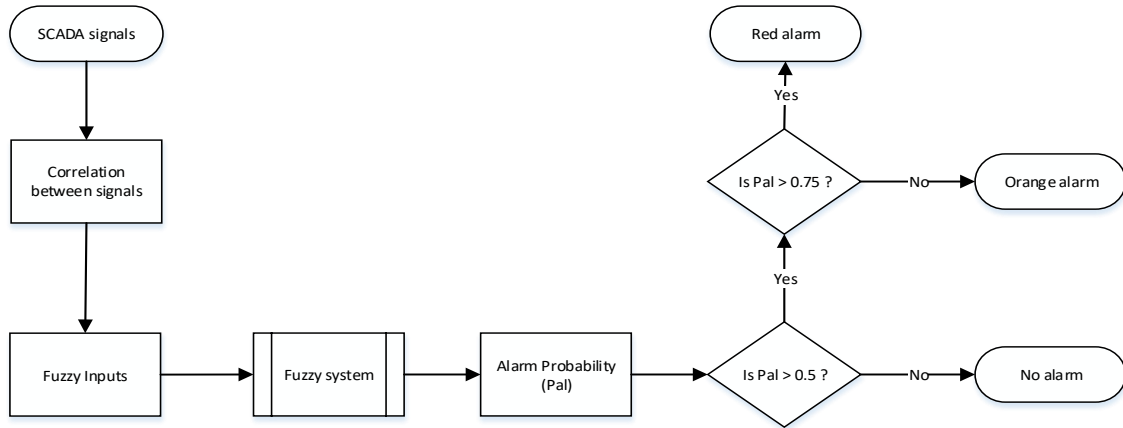 SCADA signals
Red alarm
Yes
Correlation
between signals
Is Pal > 0.75 ?
No
Orange alarm
Yes
Fuzzy Inputs
Fuzzy system
Alarm Probability
(Pal)
Is Pal > 0.5 ?
No
No alarm